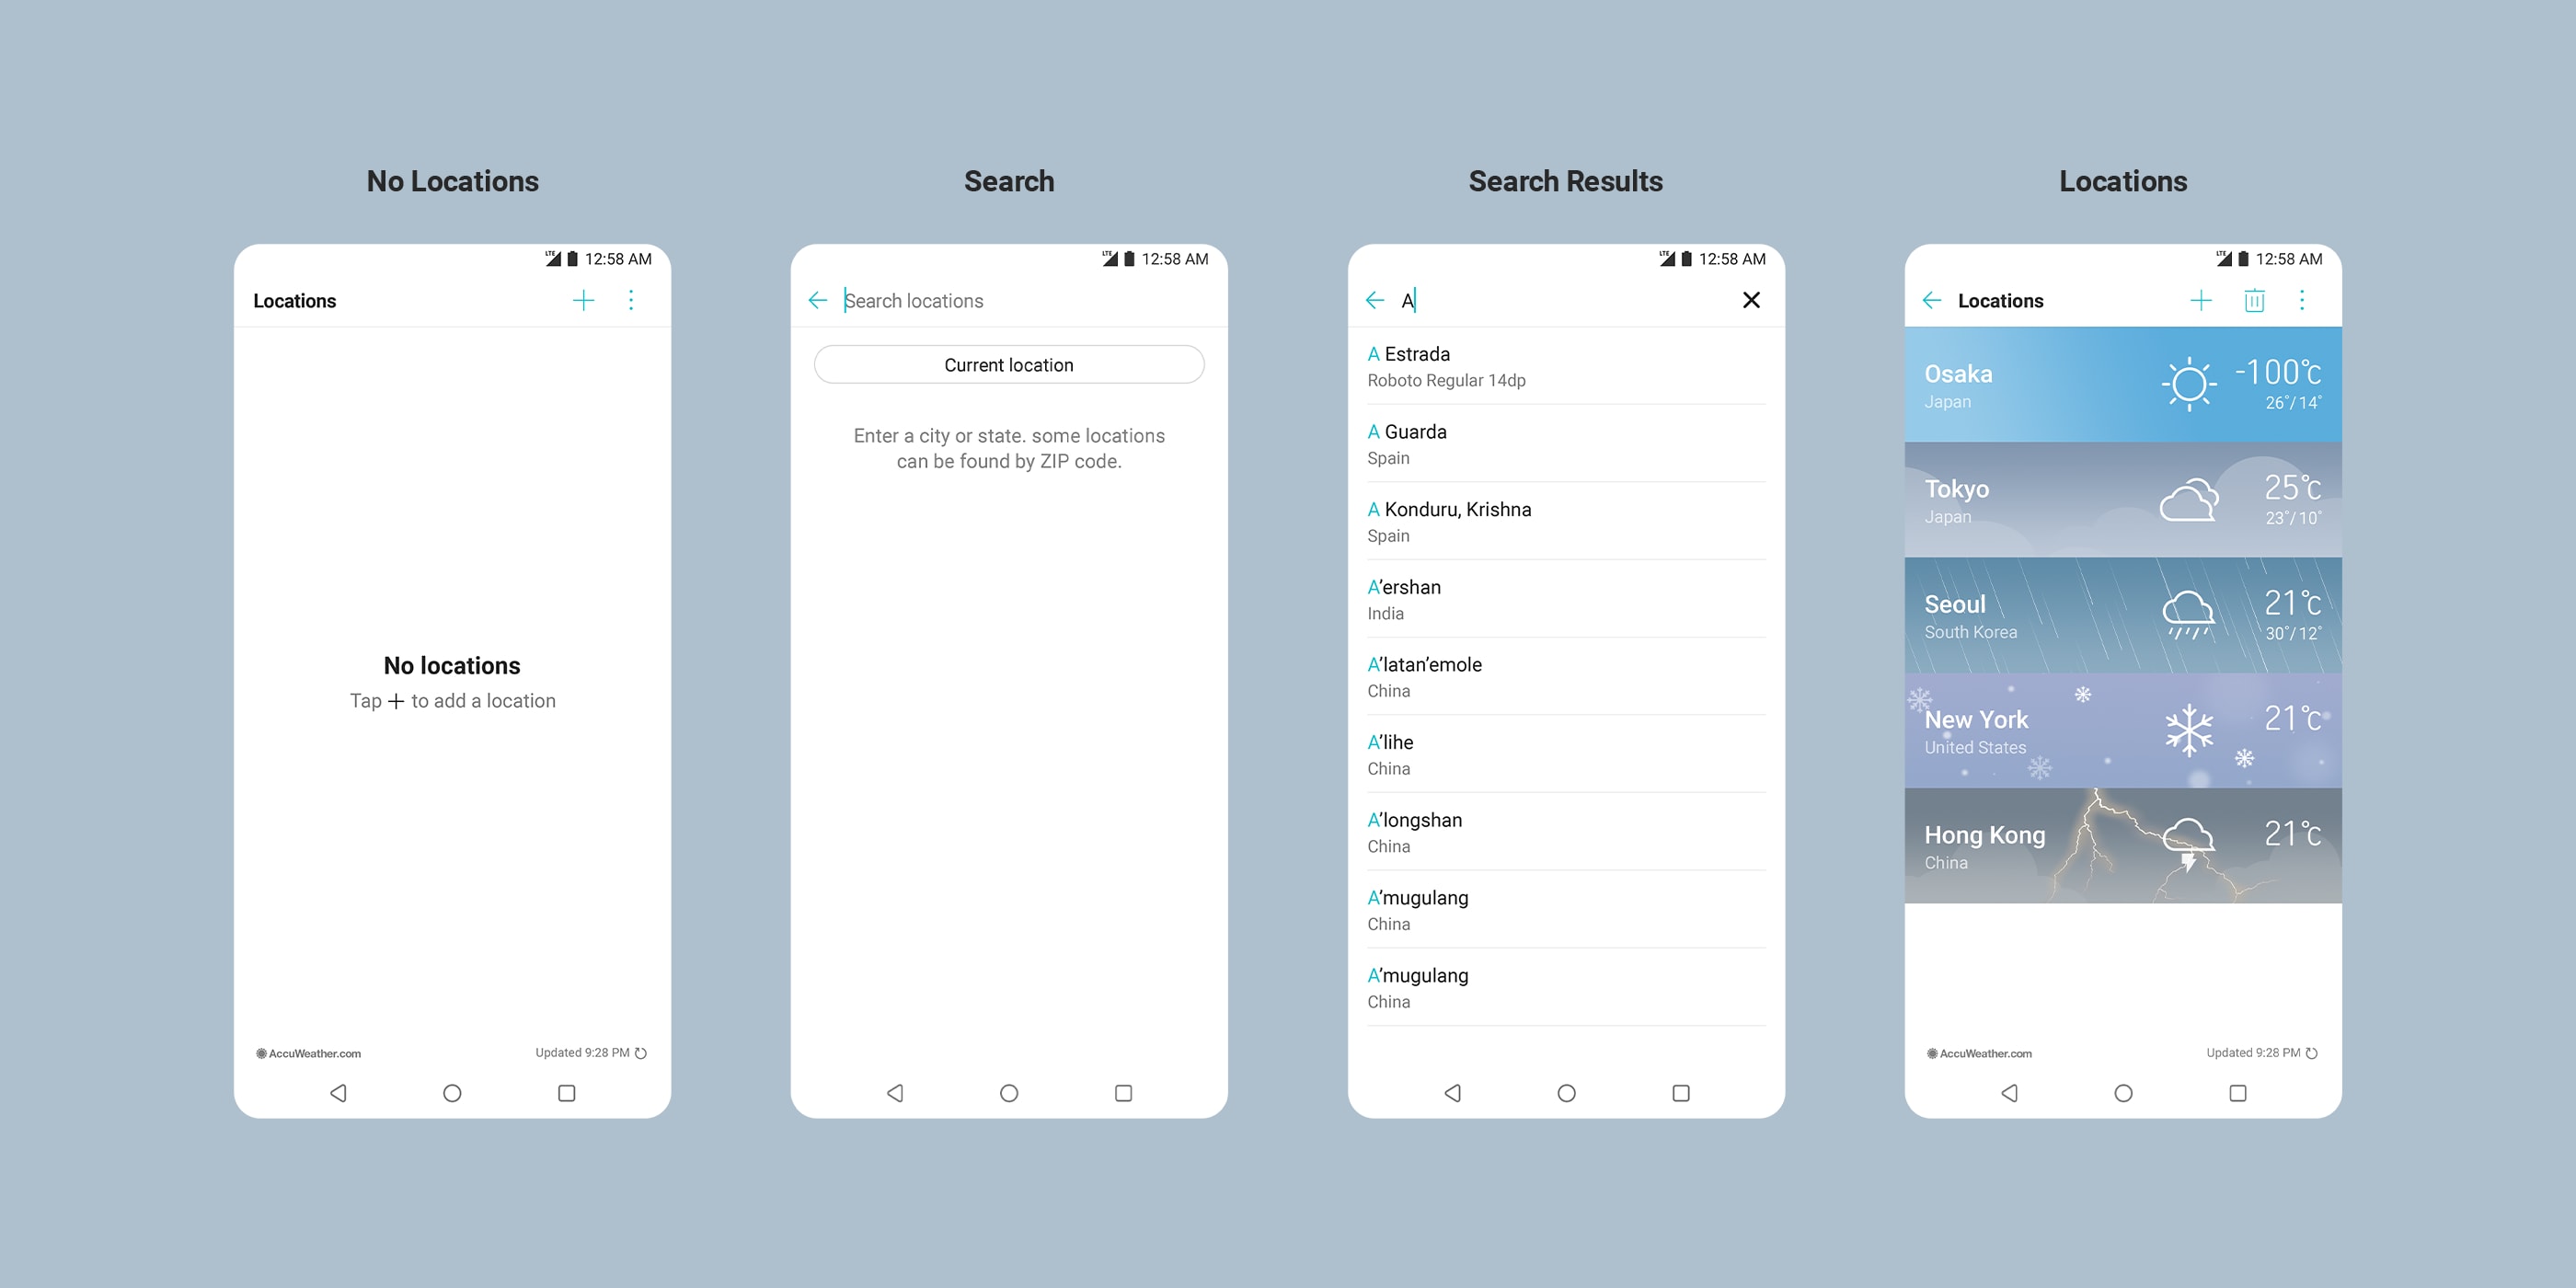 No Locations
LTE 12:58 AM
Locations
No locations
Tap + to add a location
AccuWeather.com
Updated 9:28 PM
Search
LTE 12:58 AM
Search locations
Current location
Enter a city or state. some locations
can be found by ZIP code.
Search Results
LTE 12:58 AM
A
A Estrada
Roboto Regular 14dp
A Guarda
Spain
A Konduru, Krishna
Spain
A’ershan
India
A’latan’emole
China
A’lihe
China
A’longshan
China
A’mugulang
China
A’mugulang
China
Locations
LTE 12:58 AM
Locations
Osaka
Japan
-100°C
26°/14°
Tokyo
Japan
25°C
23°/10°
Seoul
South Korea
21°C
30°/12°
New York
United States
21°C
Hong Kong
China
21°C
AccuWeather.com
Updated 9:28 PM